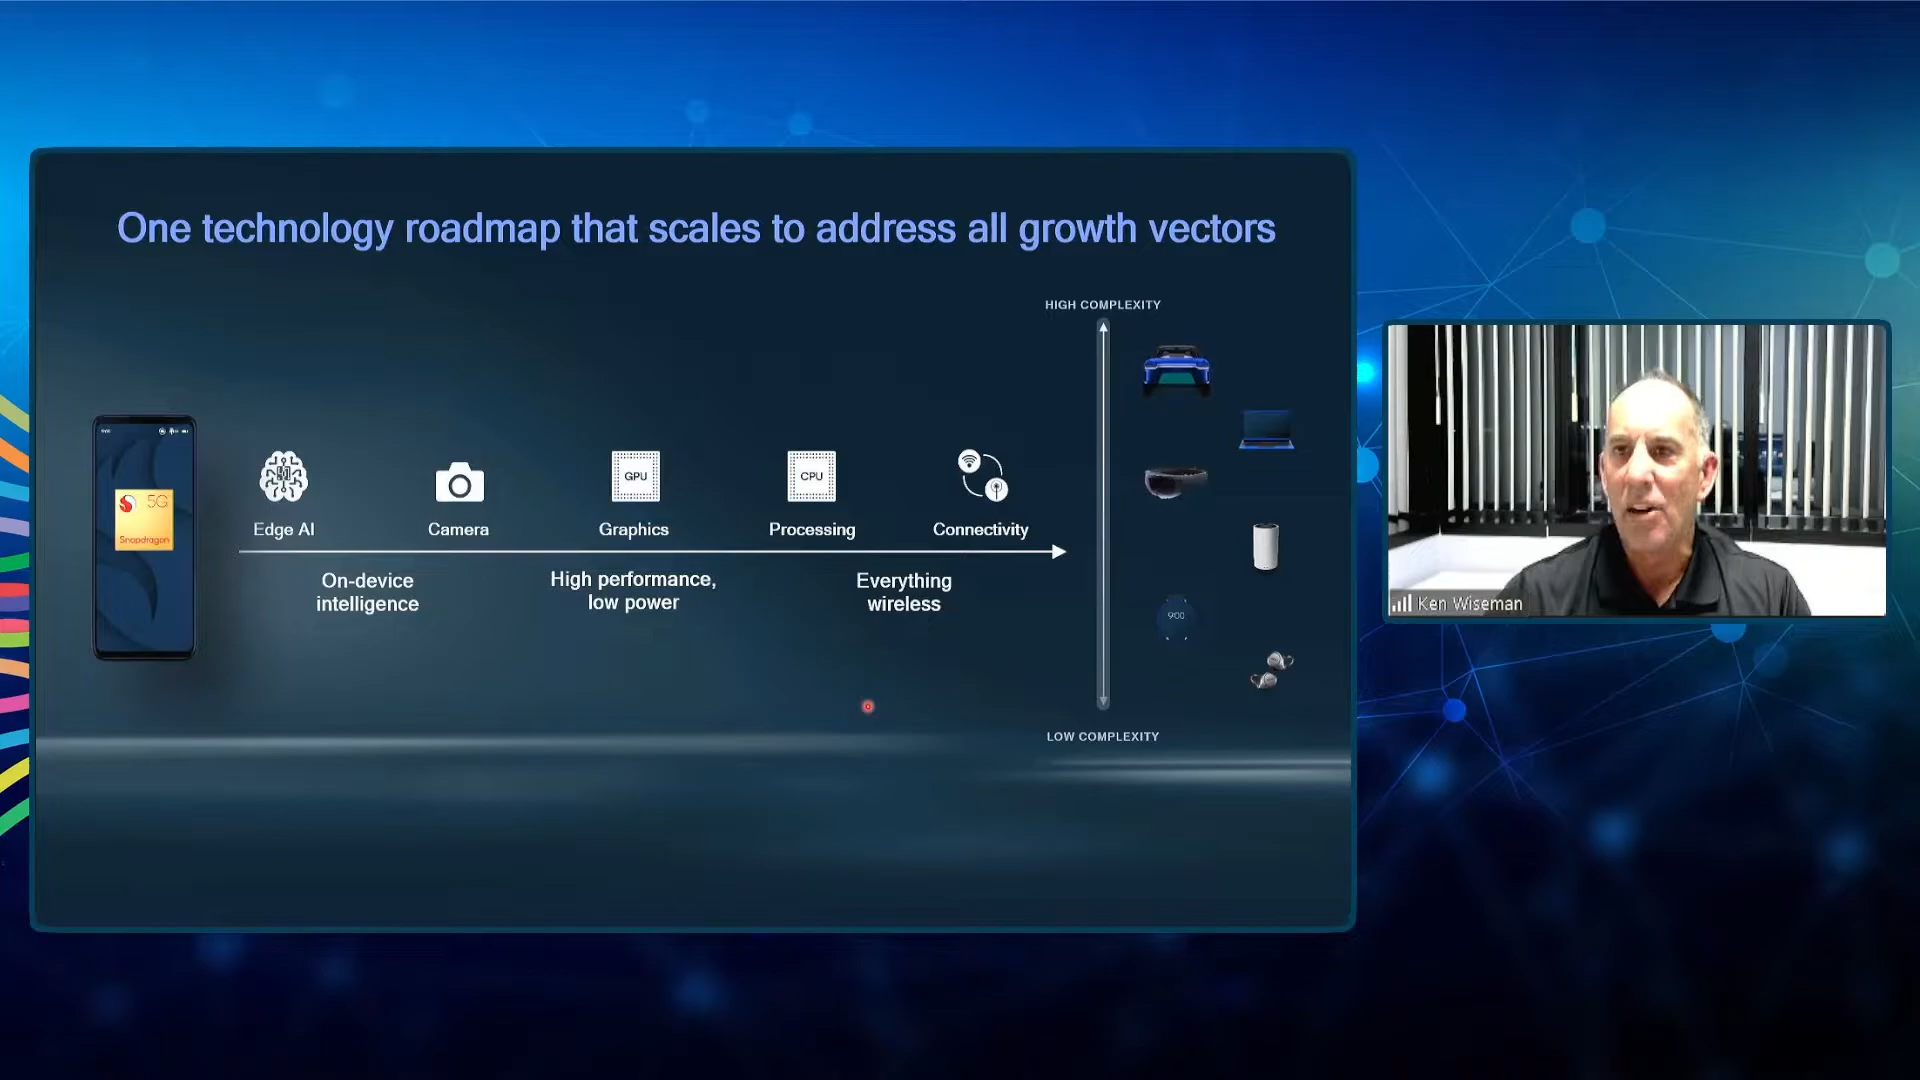 One technology roadmap that scales to address all growth vectors
HIGH COMPLEXITY
5G
Snapdragon
GPU
CPU
Edge AI
Camera
Graphics
Processing
Connectivity
On-device
intelligence
High performance,
low power
Everything
wireless
900
LOW COMPLEXITY
Ken Wiseman